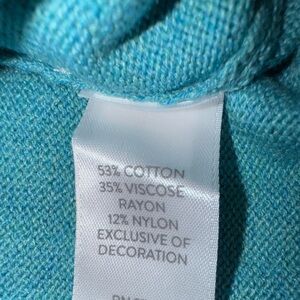 53% COTTON
35% VISCOSE
RAYON
12% NYLON
EXCLUSIVE OF
DECORATION